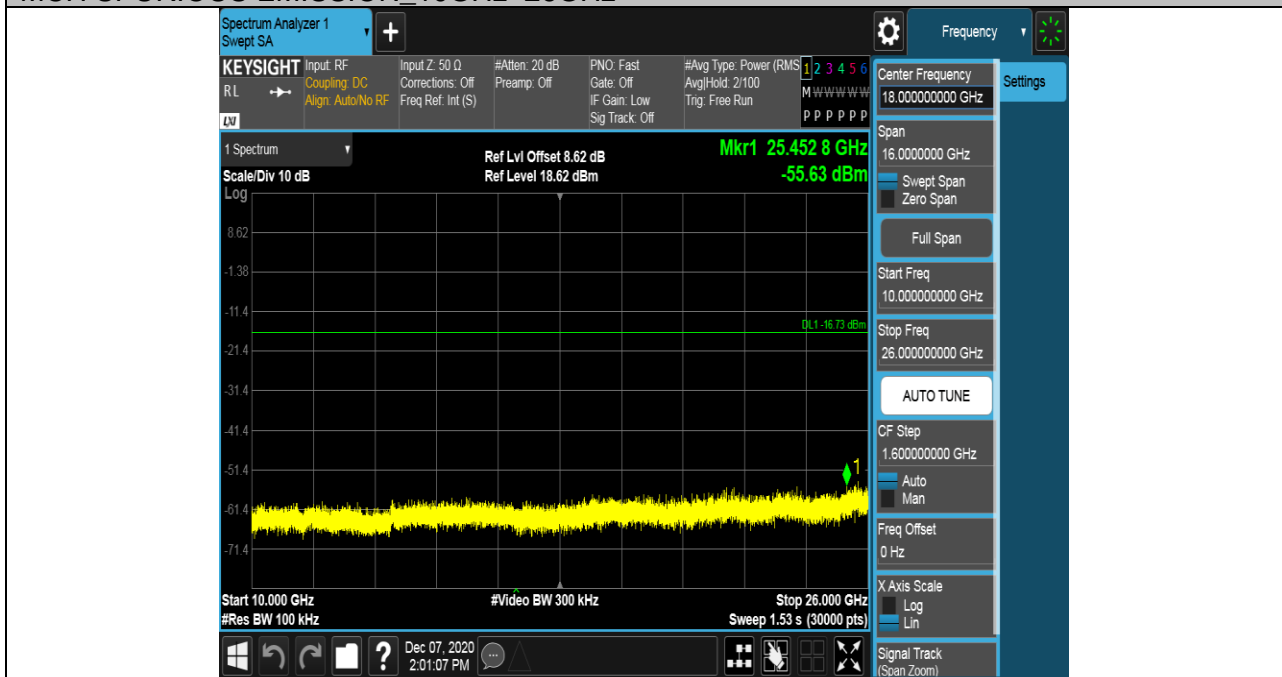 Spectrum Analyzer 1
Swept SA
+
Frequency
KEYSIGHT
RL
LXI
Input: RF
Coupling: DC
Align: Auto/No RF
Input Z: 50 Ω
Corrections: Off
Freq Ref: Int (S)
#Atten: 20 dB
Preamp: Off
PNO: Fast
Gate: Off
IF Gain: Low
Sig Track: Off
#Avg Type: Power (RMS
Avg|Hold: 2/100
Trig: Free Run
1 2 3 4 5 6
M W W W W W
P P P P P P
1 Spectrum
Scale/Div 10 dB
Log
Ref Lvl Offset 8.62 dB
Ref Level 18.62 dBm
Mkr1 25.452 8 GHz
-55.63 dBm
8.62
-1.38
-11.4
DL1 -16.73 dBm
-21.4
-31.4
-41.4
-51.4
1
-61.4
-71.4
Start 10.000 GHz
#Res BW 100 kHz
#Video BW 300 kHz
Stop 26.000 GHz
Sweep 1.53 s (30000 pts)
Center Frequency
18.000000000 GHz
Settings
Span
16.0000000 GHz
Swept Span
Zero Span
Full Span
Start Freq
10.000000000 GHz
Stop Freq
26.000000000 GHz
AUTO TUNE
CF Step
1.600000000 GHz
Auto
Man
Freq Offset
0 Hz
X Axis Scale
Log
Lin
Signal Track
(Span Zoom)
?
Dec 07, 2020
2:01:07 PM